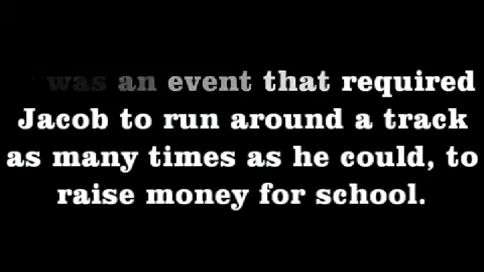 was an event that required
Jacob to run around a track
as many times as he could, to
raise money for school.